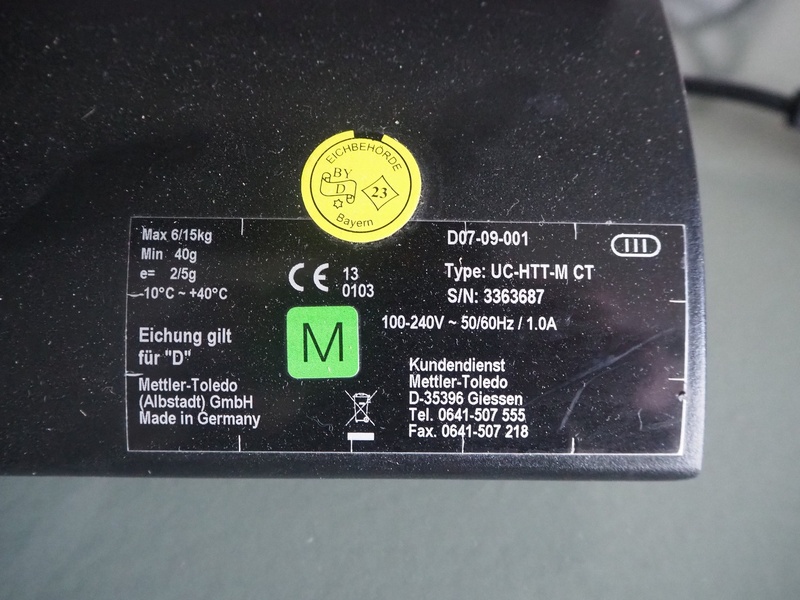 EICHBEHÖRDE
BY
D
23
Bayern
Max 6/15kg
Min 40g
e= 2/5g
-10°C ~ +40°C
Eichung gilt
für "D"
Mettler-Toledo
(Albstadt) GmbH
Made in Germany
CE 13
0103
M
D07-09-001
III
Type: UC-HTT-M CT
S/N: 3363687
100-240V ~ 50/60Hz / 1.0A
Kundendienst
Mettler-Toledo
D-35396 Giessen
Tel. 0641-507 555
Fax. 0641-507 218